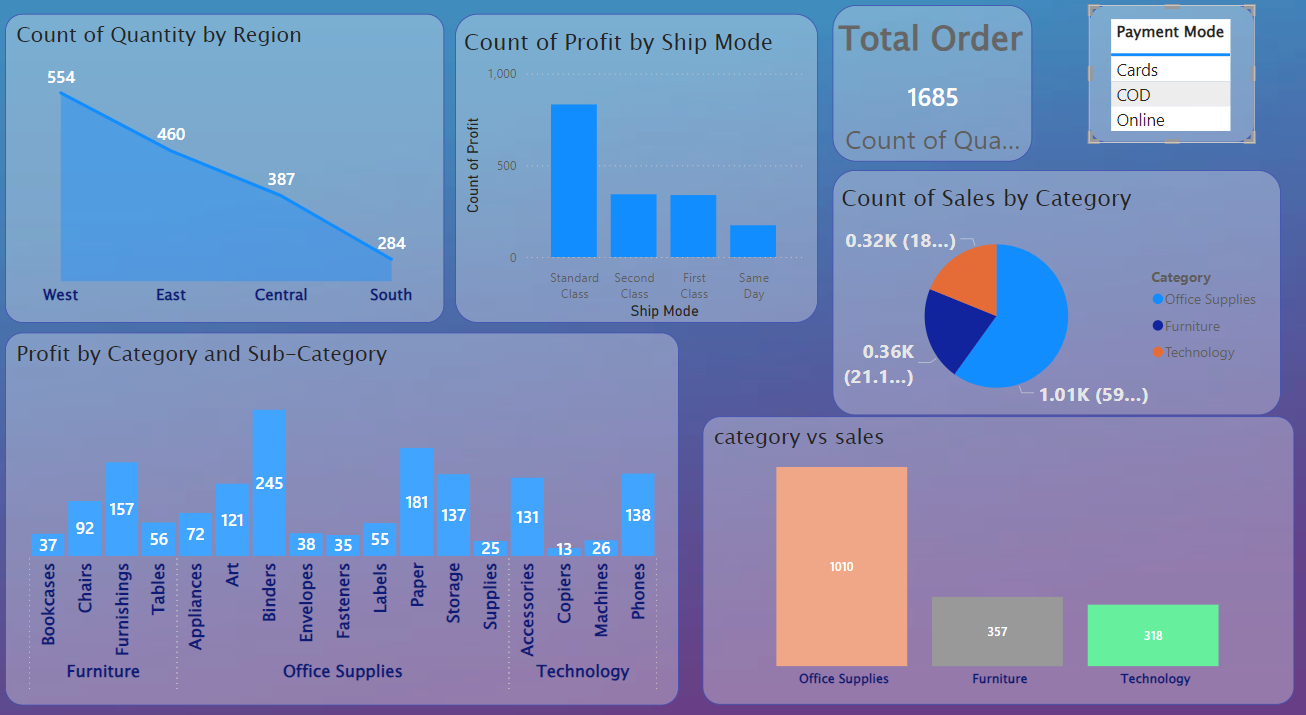 Count of Quantity by Region
554
460
387
284
West East Central South
Count of Profit by Ship Mode
1,000
500
0
Count of Profit
Standard Class
Second Class
First Class
Same Day
Ship Mode
Total Order
1685
Count of Qua...
Payment Mode
Cards
COD
Online
Count of Sales by Category
0.32K (18...)
0.36K
(21.1...)
1.01K (59...)
Category
Office Supplies
Furniture
Technology
Profit by Category and Sub-Category
37 92 157 56 72 121 245 38 35 55 181 137 25 131 13 26 138
Bookcases
Chairs
Furnishings
Tables
Appliances
Art
Binders
Envelopes
Fasteners
Labels
Paper
Storage
Supplies
Accessories
Copiers
Machines
Phones
Furniture Office Supplies Technology
category vs sales
1010
357
318
Office Supplies Furniture Technology